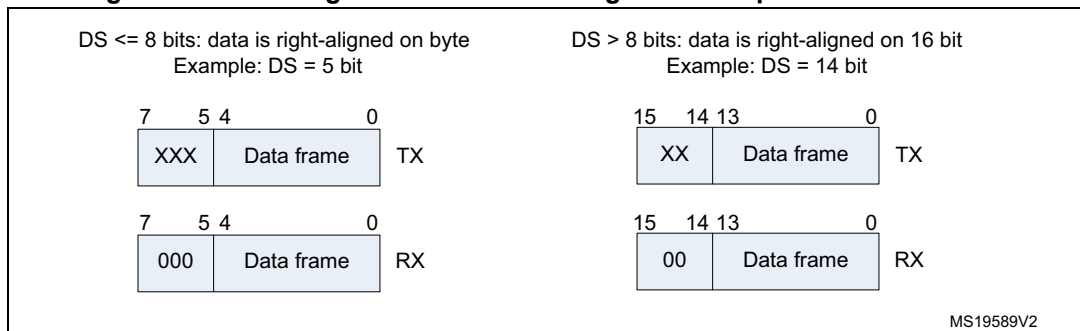 DS <= 8 bits: data is right-aligned on byte
Example: DS = 5 bit
7 5 4 0
XXX Data frame TX
7 5 4 0
000 Data frame RX
DS > 8 bits: data is right-aligned on 16 bit
Example: DS = 14 bit
15 14 13 0
XX Data frame TX
15 14 13 0
00 Data frame RX
MS19589V2